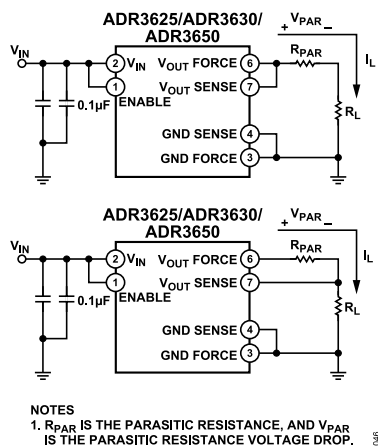 ADR3625/ADR3630/
ADR3650
+ VPAR –
VIN
2 VIN
VOUT FORCE 6
RPAR
IL
1
ENABLE
VOUT SENSE 7
0.1µF
RL
GND SENSE 4
GND FORCE 3
ADR3625/ADR3630/
ADR3650
+ VPAR –
VIN
2 VIN
VOUT FORCE 6
RPAR
IL
1
ENABLE
VOUT SENSE 7
0.1µF
RL
GND SENSE 4
GND FORCE 3
NOTES
1. RPAR IS THE PARASITIC RESISTANCE, AND VPAR
IS THE PARASITIC RESISTANCE VOLTAGE DROP.
046